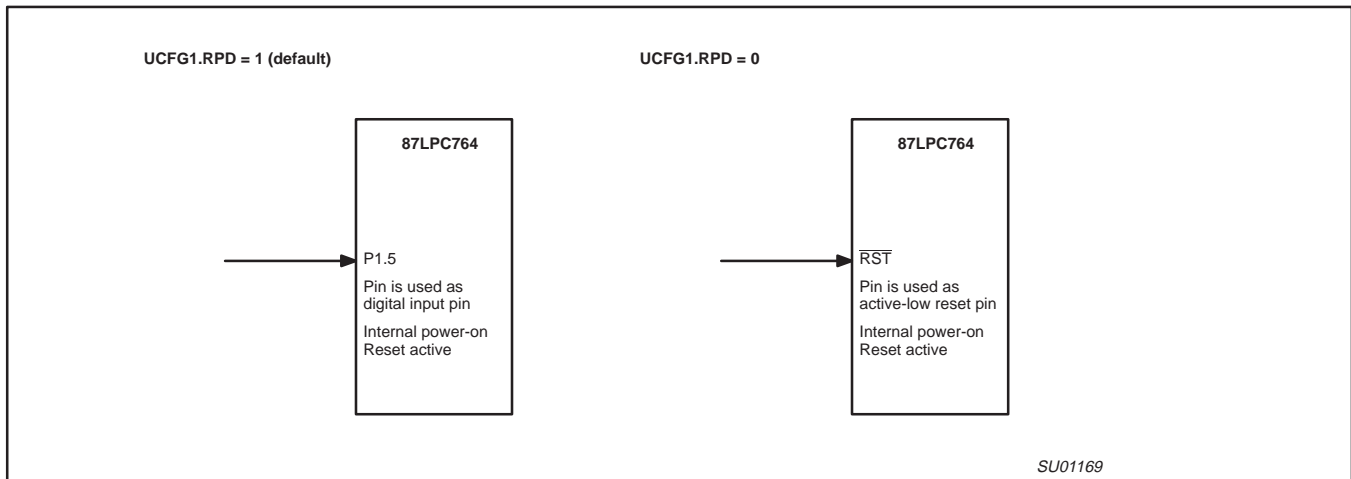 UCFG1.RPD = 1 (default)
UCFG1.RPD = 0
87LPC764
P1.5
Pin is used as
digital input pin
Internal power-on
Reset active
87LPC764
R̅S̅T̅
Pin is used as
active-low reset pin
Internal power-on
Reset active
SU01169